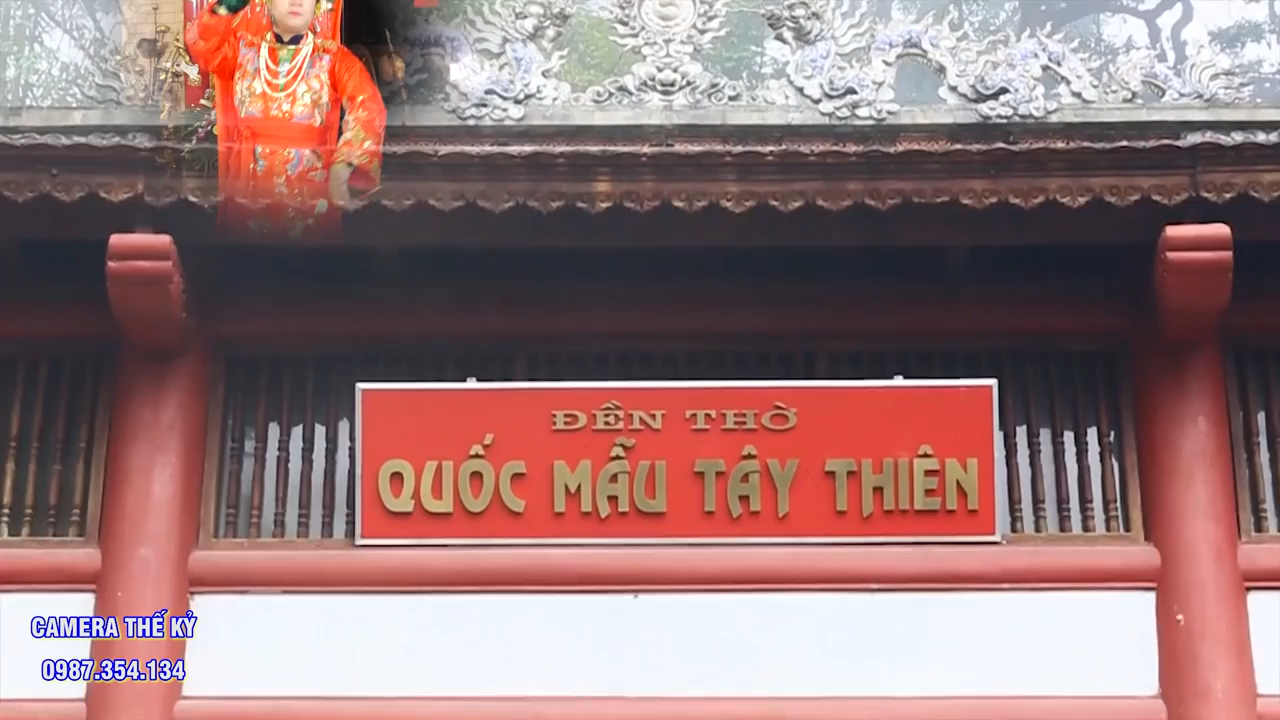 ĐỀN THỜ
QUỐC MẪU TÂY THIÊN
CAMERA THẾ KỶ
0987.354.134